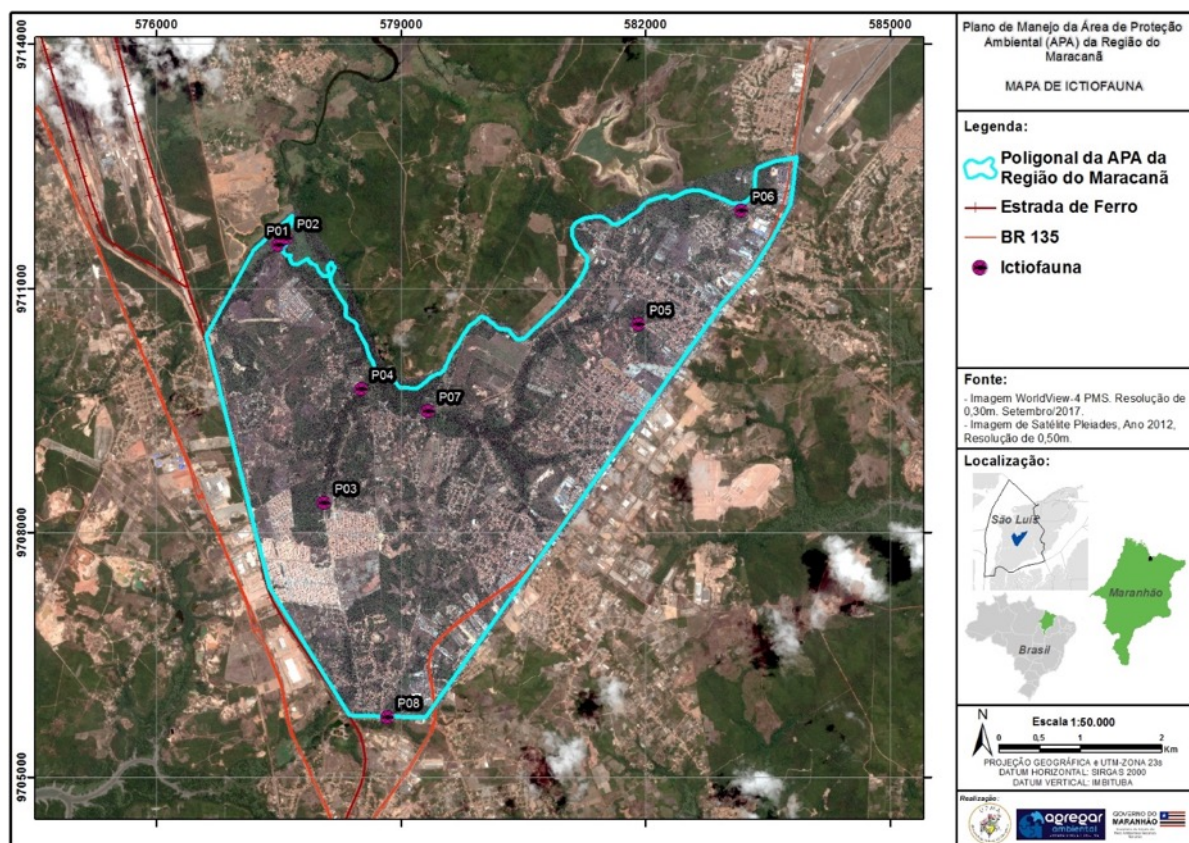 576000
579000
582000
585000
9714000
9711000
9708000
9705000
P01
P02
P06
P05
P04
P07
P03
P08
Plano de Manejo da Área de Proteção
Ambiental (APA) da Região do
Maracanã
MAPA DE ICTIOFAUNA
Legenda:
Poligonal da APA da
Região do Maracanã
Estrada de Ferro
BR 135
Ictiofauna
Fonte:
- Imagem WorldView-4 PMS. Resolução de
0,30m. Setembro/2017.
- Imagem de Satélite Pleiades, Ano 2012,
Resolução de 0,50m.
Localização:
São Luís
Maranhão
Brasil
N
Escala 1:50.000
0 0,5 1 2
Km
PROJEÇÃO GEOGRÁFICA e UTM-ZONA 23s
DATUM HORIZONTAL: SIRGAS 2000
DATUM VERTICAL: IMBITUBA
Realização:
agregar
ambiental
GOVERNO DO
MARANHÃO